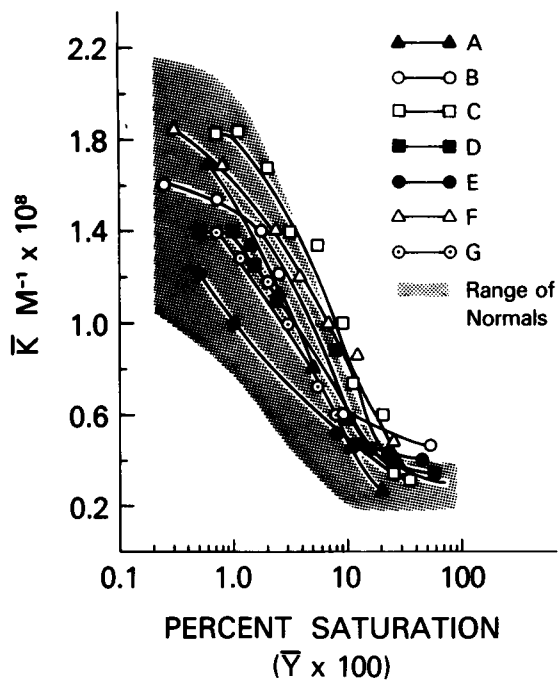 2.2
1.8
1.4
1.0
0.6
0.2
K̅ M⁻¹ x 10⁸
A
B
C
D
E
F
G
Range of
Normals
0.1
1.0
10
100
PERCENT SATURATION
(Y̅ x 100)